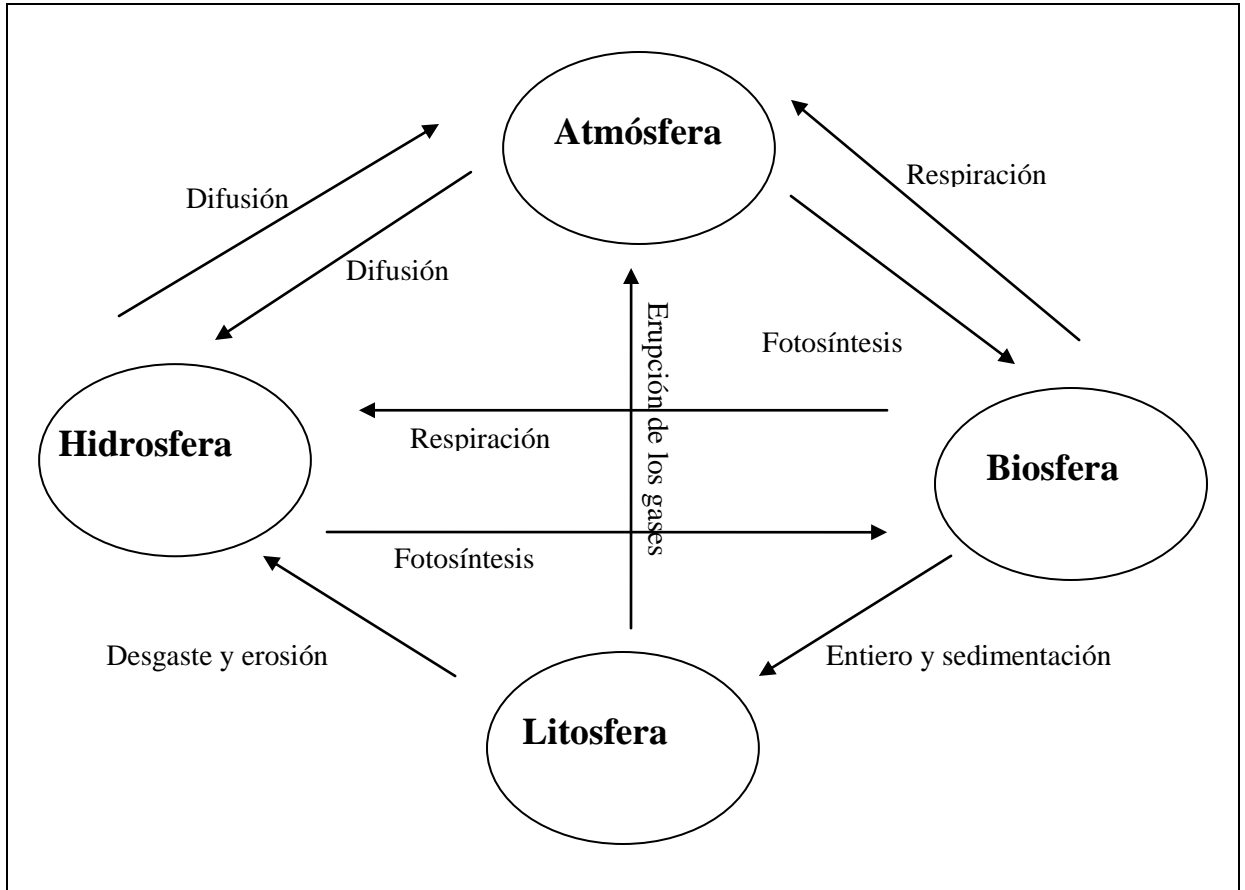 Atmósfera
Respiración
Difusión
Difusión
Erupción de los gases
Fotosíntesis
Respiración
Hidrosfera
Biosfera
Fotosíntesis
Desgaste y erosión
Entiero y sedimentación
Litosfera